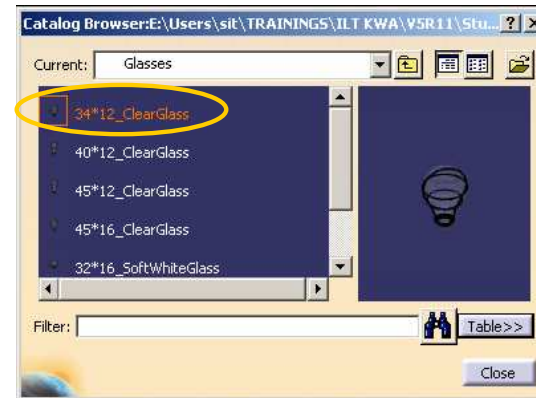 Catalog Browser:E:\Users\sit\TRAININGS\ILT KWA\V5R11\Stu...
Current: Glasses
34*12_ClearGlass
40*12_ClearGlass
45*12_ClearGlass
45*16_ClearGlass
32*16_SoftWhiteGlass
Filter: Table>>
Close